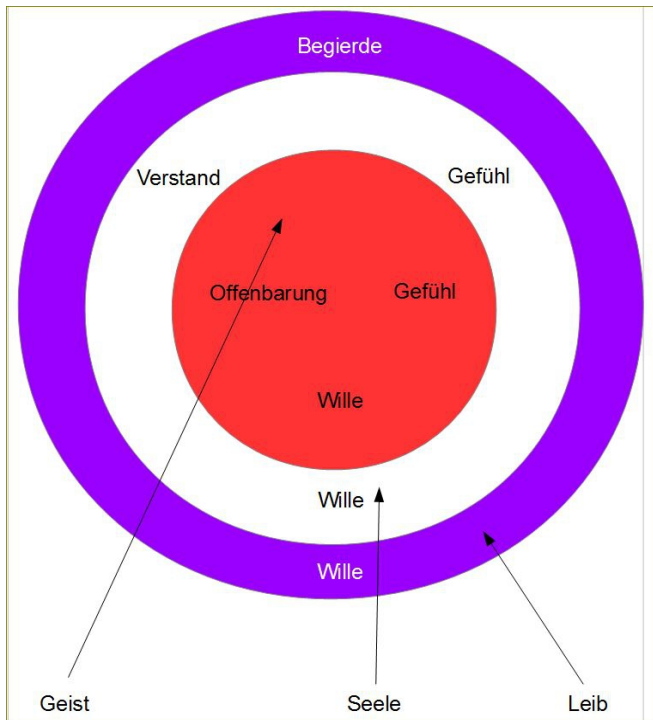 Begierde
Verstand
Gefühl
Offenbarung
Gefühl
Wille
Wille
Wille
Geist
Seele
Leib